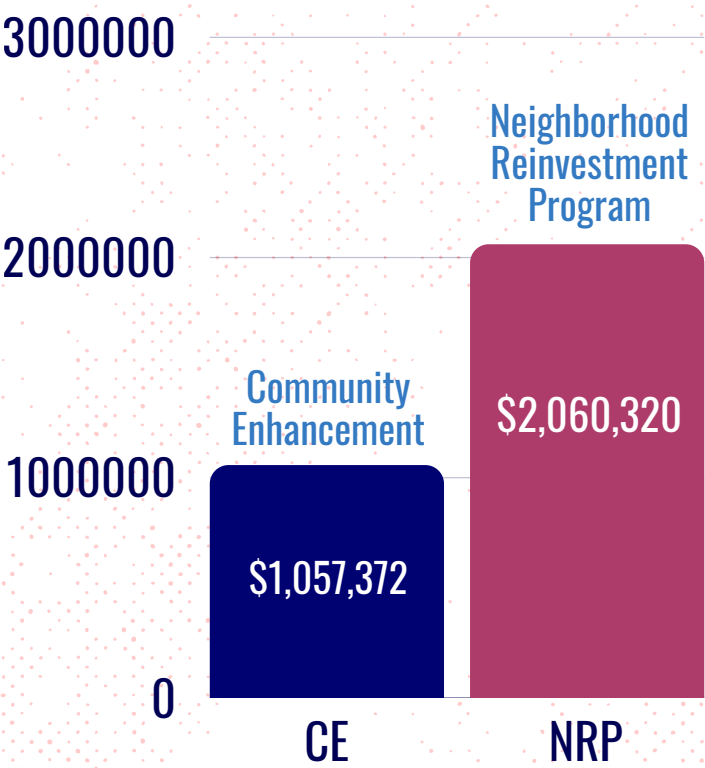 3000000
Neighborhood
Reinvestment
Program
2000000
Community
Enhancement
$2,060,320
1000000
$1,057,372
0
CE
NRP